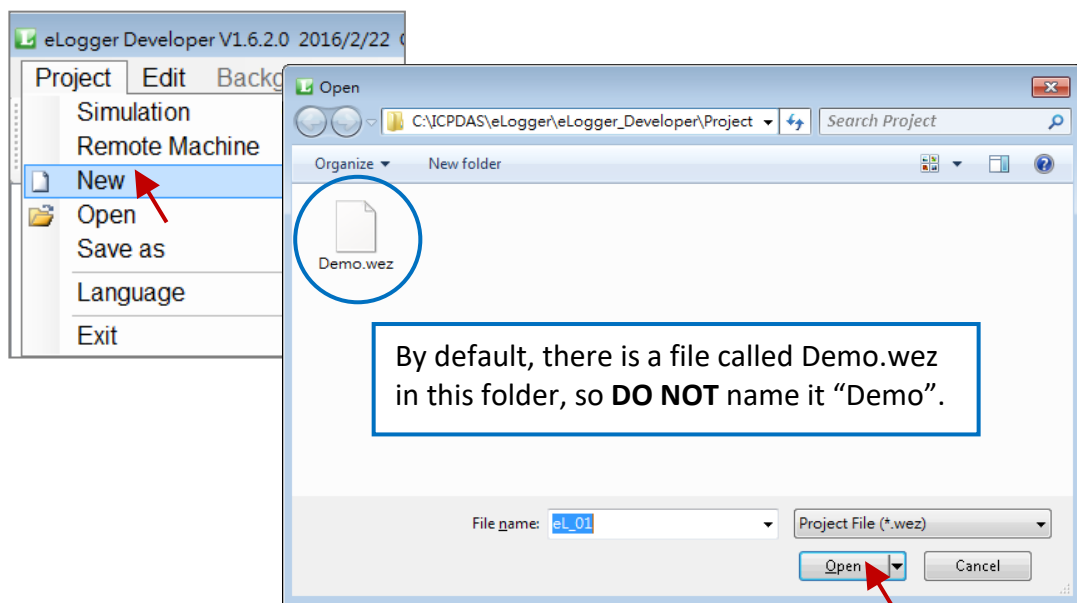 eLogger Developer V1.6.2.0 2016/2/22
Project Edit Backg
Simulation
Remote Machine
New
Open
Save as
Language
Exit
Open
C:\ICPDAS\eLogger\eLogger_Developer\Project
Search Project
Organize
New folder
Demo.wez
By default, there is a file called Demo.wez
in this folder, so DO NOT name it “Demo”.
File name: eL_01
Project File (*.wez)
Open Cancel